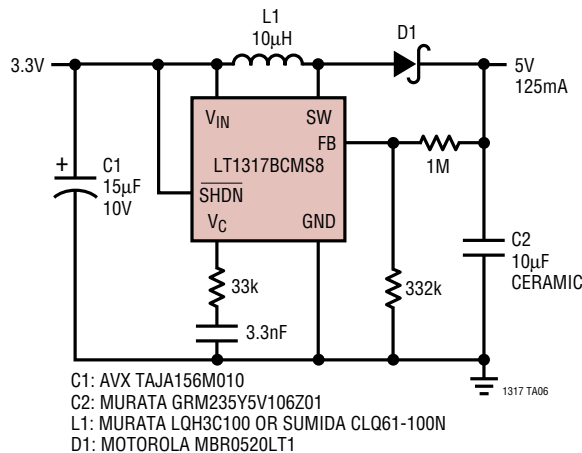 L1
10µH
D1
3.3V
5V
125mA
VIN
SW
FB
LT1317BCMS8
1M
+
C1
15µF
10V
SHDN
VC
GND
C2
10µF
CERAMIC
33k
332k
3.3nF
1317 TA06
C1: AVX TAJA156M010
C2: MURATA GRM235Y5V106Z01
L1: MURATA LQH3C100 OR SUMIDA CLQ61-100N
D1: MOTOROLA MBR0520LT1